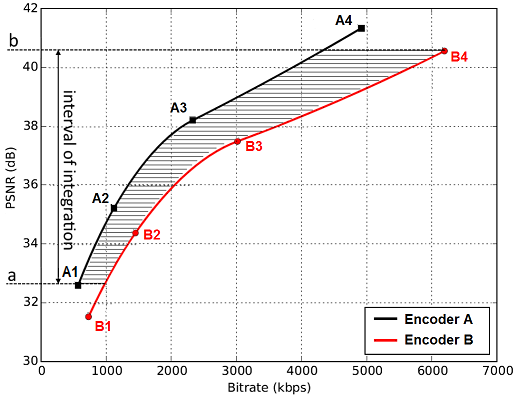 42
b
A4
40
B4
interval of integration
A3
38
B3
PSNR (dB)
36
A2
B2
34
a
A1
32
B1
Encoder A
Encoder B
30
0 1000 2000 3000 4000 5000 6000 7000
Bitrate (kbps)